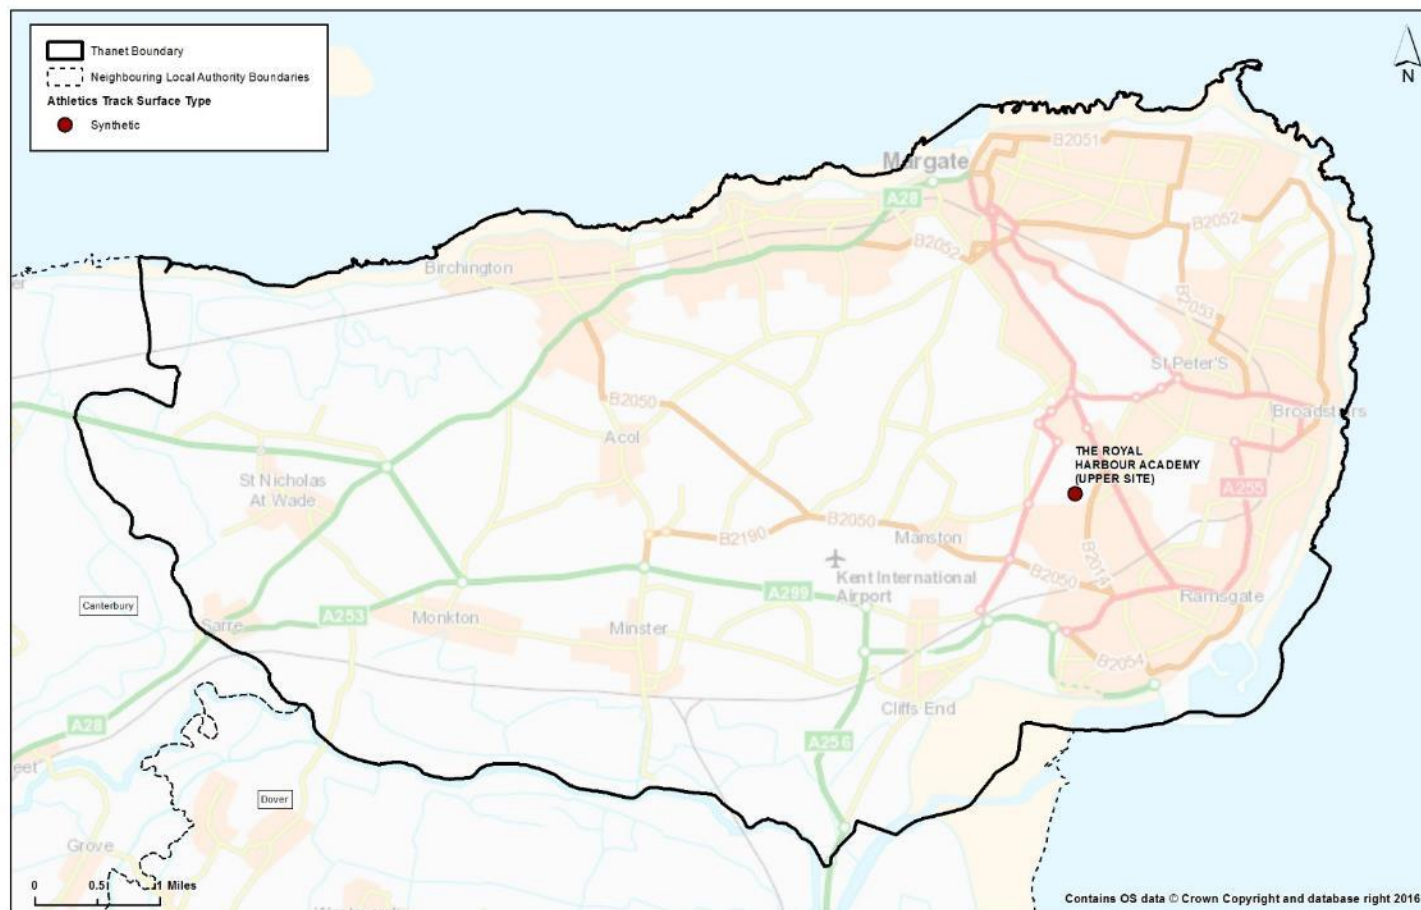 Thanet Boundary
Neighbouring Local Authority Boundaries
Athletics Track Surface Type
Synthetic
N
Margate
B2051
A28
B2052
B2052
Birchington
B2053
St Peter'S
B2050
Broadstairs
Acol
THE ROYAL
HARBOUR ACADEMY
(UPPER SITE)
St Nicholas
At Wade
A255
B2050
B2190
Manston
B2014
B2050
Kent International
Airport
A299
Ramsgate
Canterbury
A253
Monkton
Sarre
Minster
B2054
Cliffs End
A28
A256
Dover
Grove
0 0.5 1 Miles
Contains OS data © Crown Copyright and database right 2016